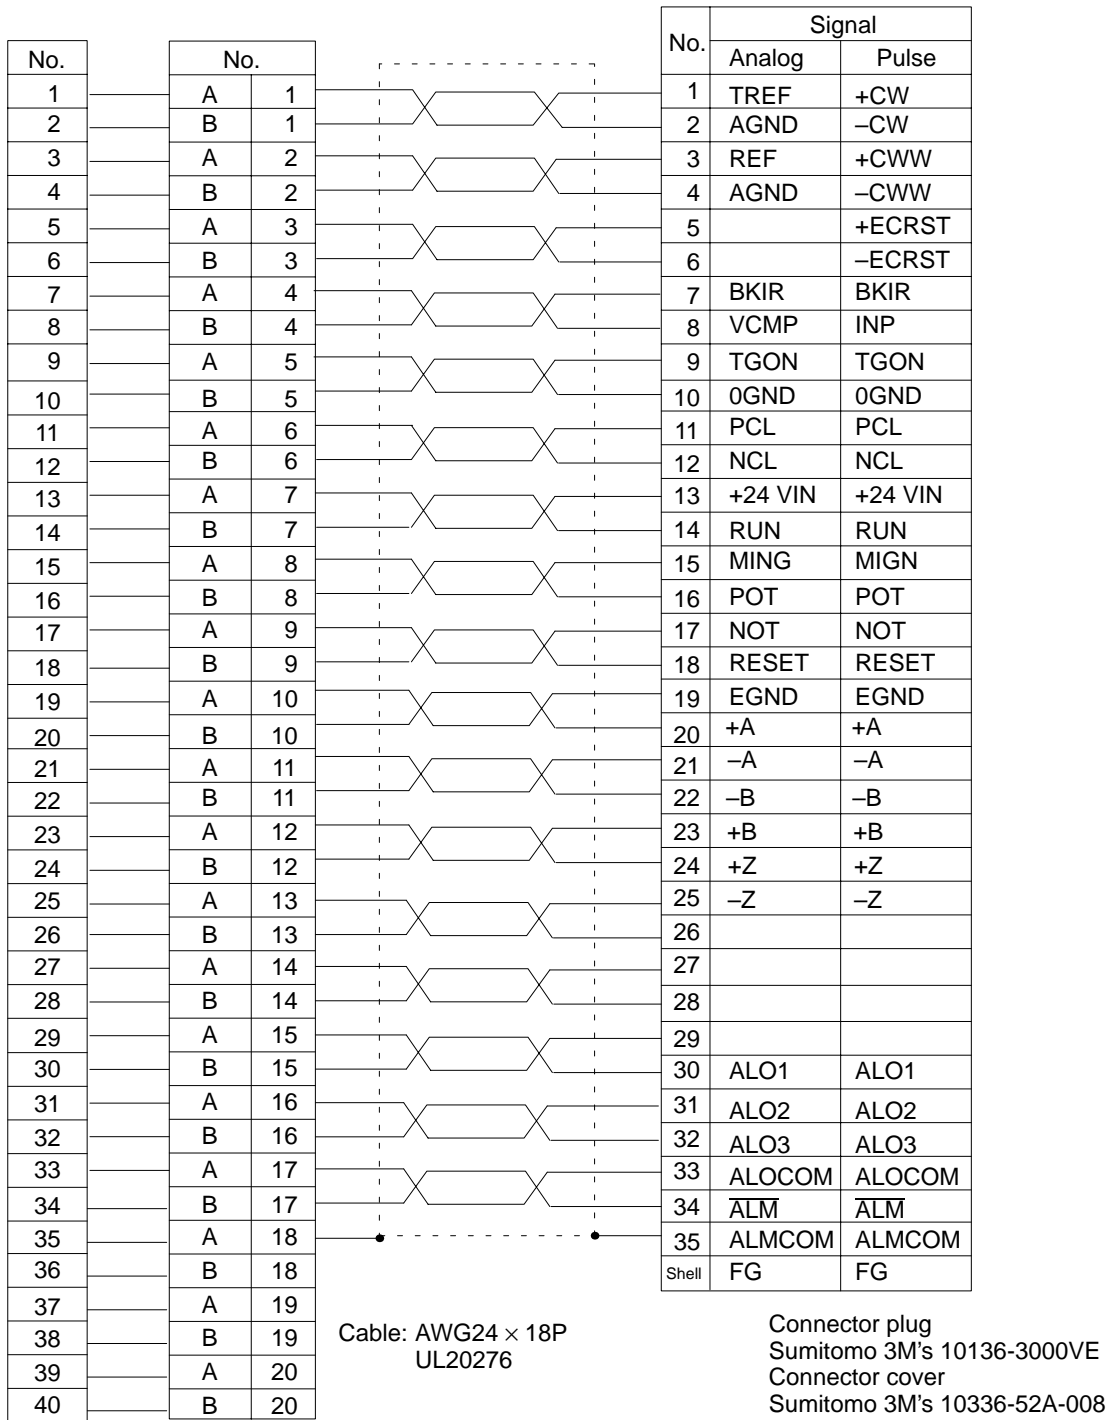 No.
1
2
3
4
5
6
7
8
9
10
11
12
13
14
15
16
17
18
19
20
21
22
23
24
25
26
27
28
29
30
31
32
33
34
35
36
37
38
39
40
No.
A 1
B 1
A 2
B 2
A 3
B 3
A 4
B 4
A 5
B 5
A 6
B 6
A 7
B 7
A 8
B 8
A 9
B 9
A 10
B 10
A 11
B 11
A 12
B 12
A 13
B 13
A 14
B 14
A 15
B 15
A 16
B 16
A 17
B 17
A 18
B 18
A 19
B 19
A 20
B 20
Cable: AWG24 × 18P
UL20276
No. Signal
Analog Pulse
1 TREF +CW
2 AGND –CW
3 REF +CWW
4 AGND –CWW
5 +ECRST
6 –ECRST
7 BKIR BKIR
8 VCMP INP
9 TGON TGON
10 0GND 0GND
11 PCL PCL
12 NCL NCL
13 +24 VIN +24 VIN
14 RUN RUN
15 MING MIGN
16 POT POT
17 NOT NOT
18 RESET RESET
19 EGND EGND
20 +A +A
21 –A –A
22 –B –B
23 +B +B
24 +Z +Z
25 –Z –Z
26
27
28
29
30 ALO1 ALO1
31 ALO2 ALO2
32 ALO3 ALO3
33 ALOCOM ALOCOM
34 A̅L̅M̅ A̅L̅M̅
35 ALMCOM ALMCOM
Shell FG FG
Connector plug
Sumitomo 3M's 10136-3000VE
Connector cover
Sumitomo 3M's 10336-52A-008